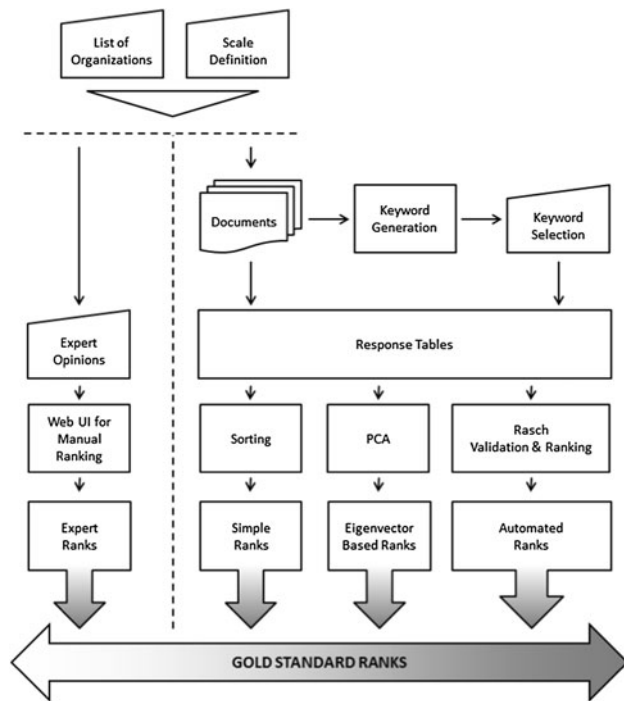 List of
Organizations
Scale
Definition
Documents
Keyword
Generation
Keyword
Selection
Expert
Opinions
Response Tables
Web UI for
Manual
Ranking
Sorting
PCA
Rasch
Validation & Ranking
Expert
Ranks
Simple
Ranks
Eigenvector
Based Ranks
Automated
Ranks
GOLD STANDARD RANKS